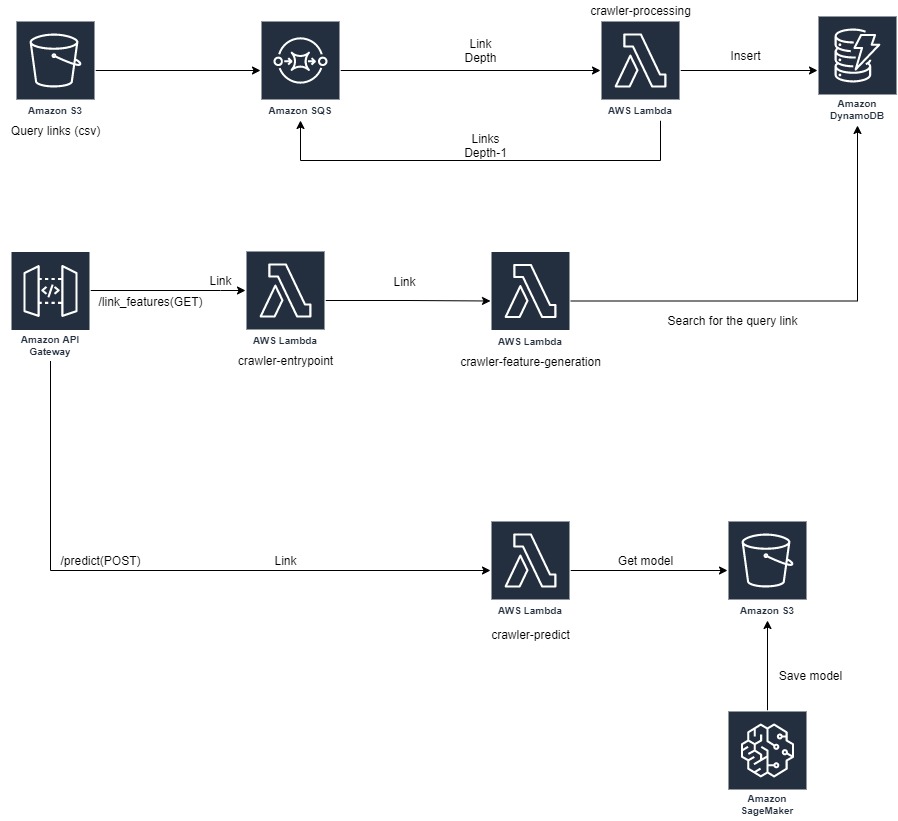 crawler-processing
Link
Depth
Insert
Amazon S3
Query links (csv)
Amazon SQS
AWS Lambda
Amazon
DynamoDB
Links
Depth-1
Link
/link_features(GET)
Link
Amazon API
Gateway
AWS Lambda
crawler-entrypoint
AWS Lambda
crawler-feature-generation
Search for the query link
/predict(POST)
Link
Get model
AWS Lambda
crawler-predict
Amazon S3
Save model
Amazon
SageMaker